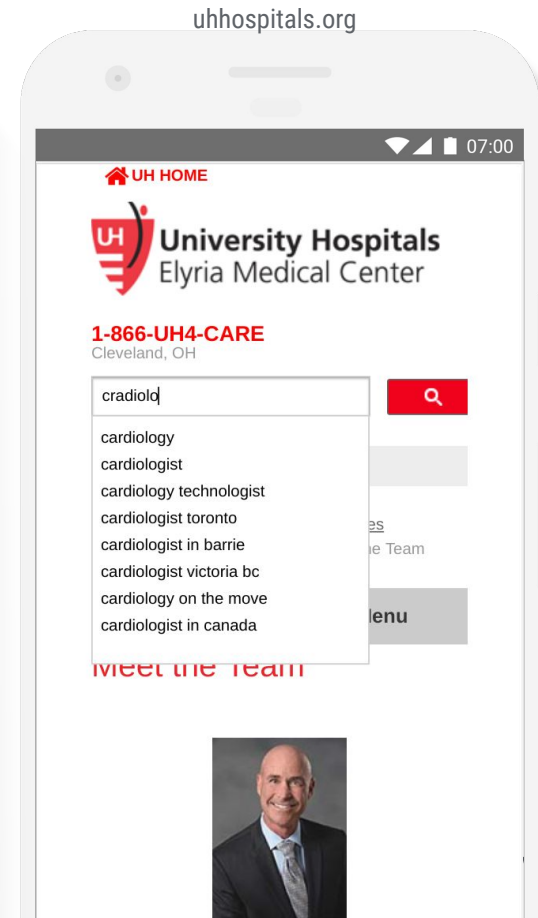 uhhospitals.org
07:00
UH HOME
UH
University Hospitals
Elyria Medical Center
1-866-UH4-CARE
Cleveland, OH
cradiolo
cardiology
cardiologist
cardiology technologist
cardiologist toronto
cardiologist in barrie
cardiologist victoria bc
cardiology on the move
cardiologist in canada
Team
Meet the Team